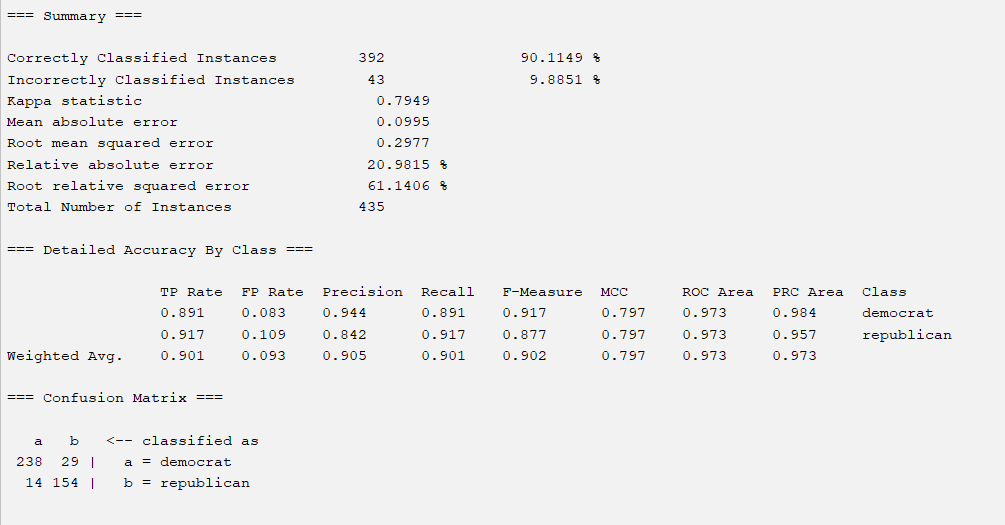 === Summary ===
Correctly Classified Instances 392 90.1149 %
Incorrectly Classified Instances 43 9.8851 %
Kappa statistic 0.7949
Mean absolute error 0.0995
Root mean squared error 0.2977
Relative absolute error 20.9815 %
Root relative squared error 61.1406 %
Total Number of Instances 435
=== Detailed Accuracy By Class ===
TP Rate FP Rate Precision Recall F-Measure MCC ROC Area PRC Area Class
0.891 0.083 0.944 0.891 0.917 0.797 0.973 0.984 democrat
0.917 0.109 0.842 0.917 0.877 0.797 0.973 0.957 republican
Weighted Avg. 0.901 0.093 0.905 0.901 0.902 0.797 0.973 0.973
=== Confusion Matrix ===
a b <-- classified as
238 29 | a = democrat
14 154 | b = republican